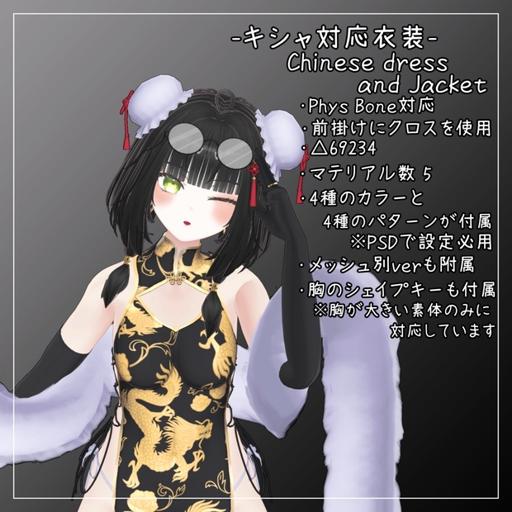 -キシャ対応衣装-
Chinese dress
and Jacket
・Phys Bone対応
・前掛けにクロスを使用
・△69234
・マテリアル数 5
・4種のカラーと
4種のパターンが付属
※PSDで設定必用
・メッシュ別verも附属
・胸のシェイプキーも付属
※胸が大きい素体のみに
対応しています